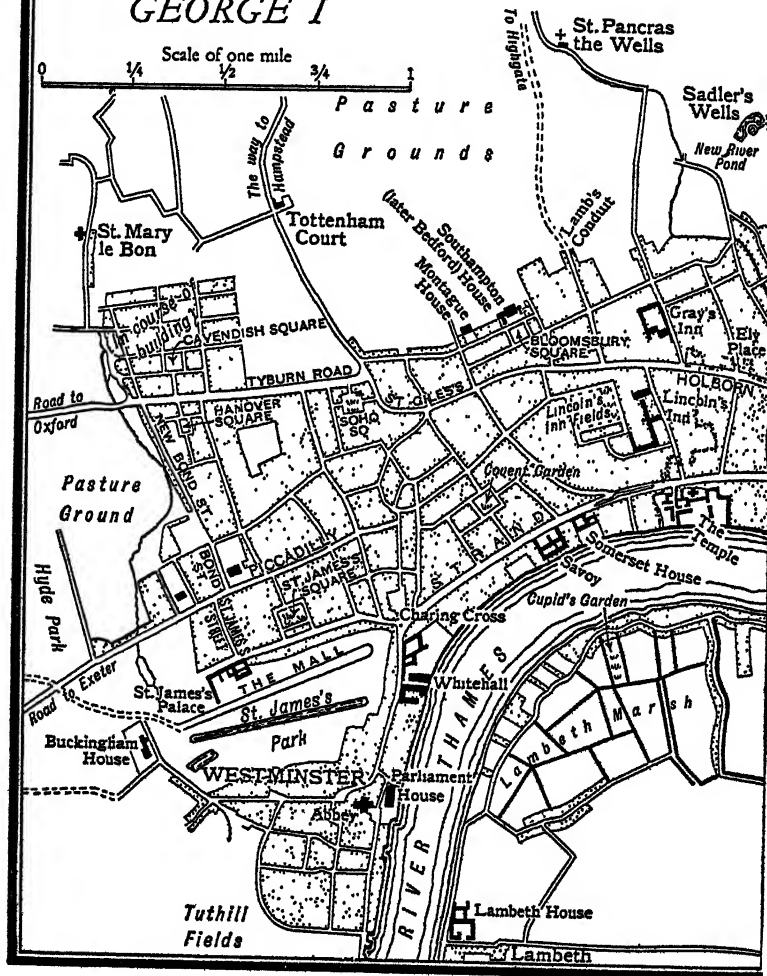 GEORGE I
Scale of one mile
0 1/4 1/2 3/4 1
To Highgate
St. Pancras
the Wells
Sadler's
Wells
New River
Pond
Pasture
Grounds
The way to
Hampstead
St. Mary
le Bon
Tottenham
Court
Lamb's
Conduit
Southampton
(later Bedford) House
Montague
House
In course of
building
CAVENDISH SQUARE
Gray's
Inn
Ely
Place
BLOOMSBURY
SQUARE
TYBURN ROAD
Road to
Oxford
HANOVER
SQUARE
SOHO
SQ
ST. GILES'S
HOLBORN
Lincoln's
Inn Fields
Lincoln's
Inn
NEW BOND ST
Pasture
Ground
Covent Garden
The
Temple
STRAND
Somerset House
Savoy
Hyde Park
BOND
ST
PICCADILLY
ST. JAMES'S
SQUARE
ST. JAMES'S
STREET
Cupid's Garden
Charing Cross
Road to Exeter
St. James's
Palace
THE MALL
Whitehall
St. James's
Park
Lambeth Marsh
Buckingham
House
WESTMINSTER
Parliament
House
Abbey
RIVER THAMES
Tuthill
Fields
Lambeth House
Lambeth